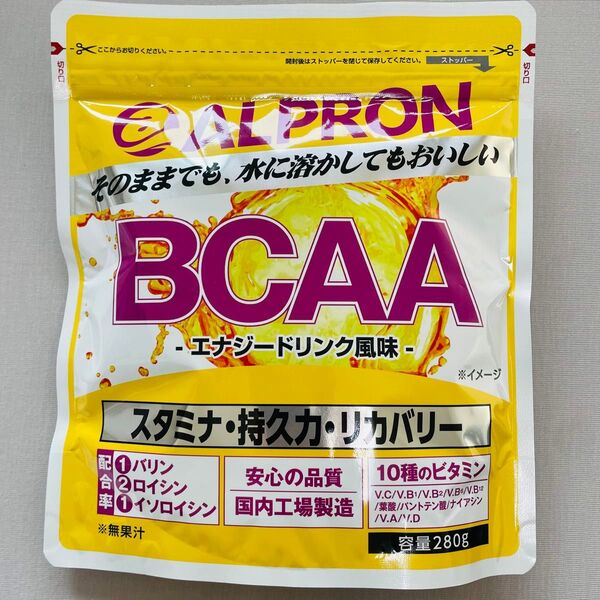 ここからお切りください。
開封後はストッパーを閉じて保存してください。
ストッパー
切り口
切り口
ALPRON
そのままでも、水に溶かしてもおいしい
BCAA
- エナジードリンク風味 -
※イメージ
スタミナ・持久力・リカバリー
配合率
1 バリン
2 ロイシン
1 イソロイシン
※無果汁
安心の品質
国内工場製造
10種のビタミン
V.C/V.B1/V.B2/V.B6/V.B12
/葉酸/パントテン酸/ナイアシン
/V.A/V.D
容量280g